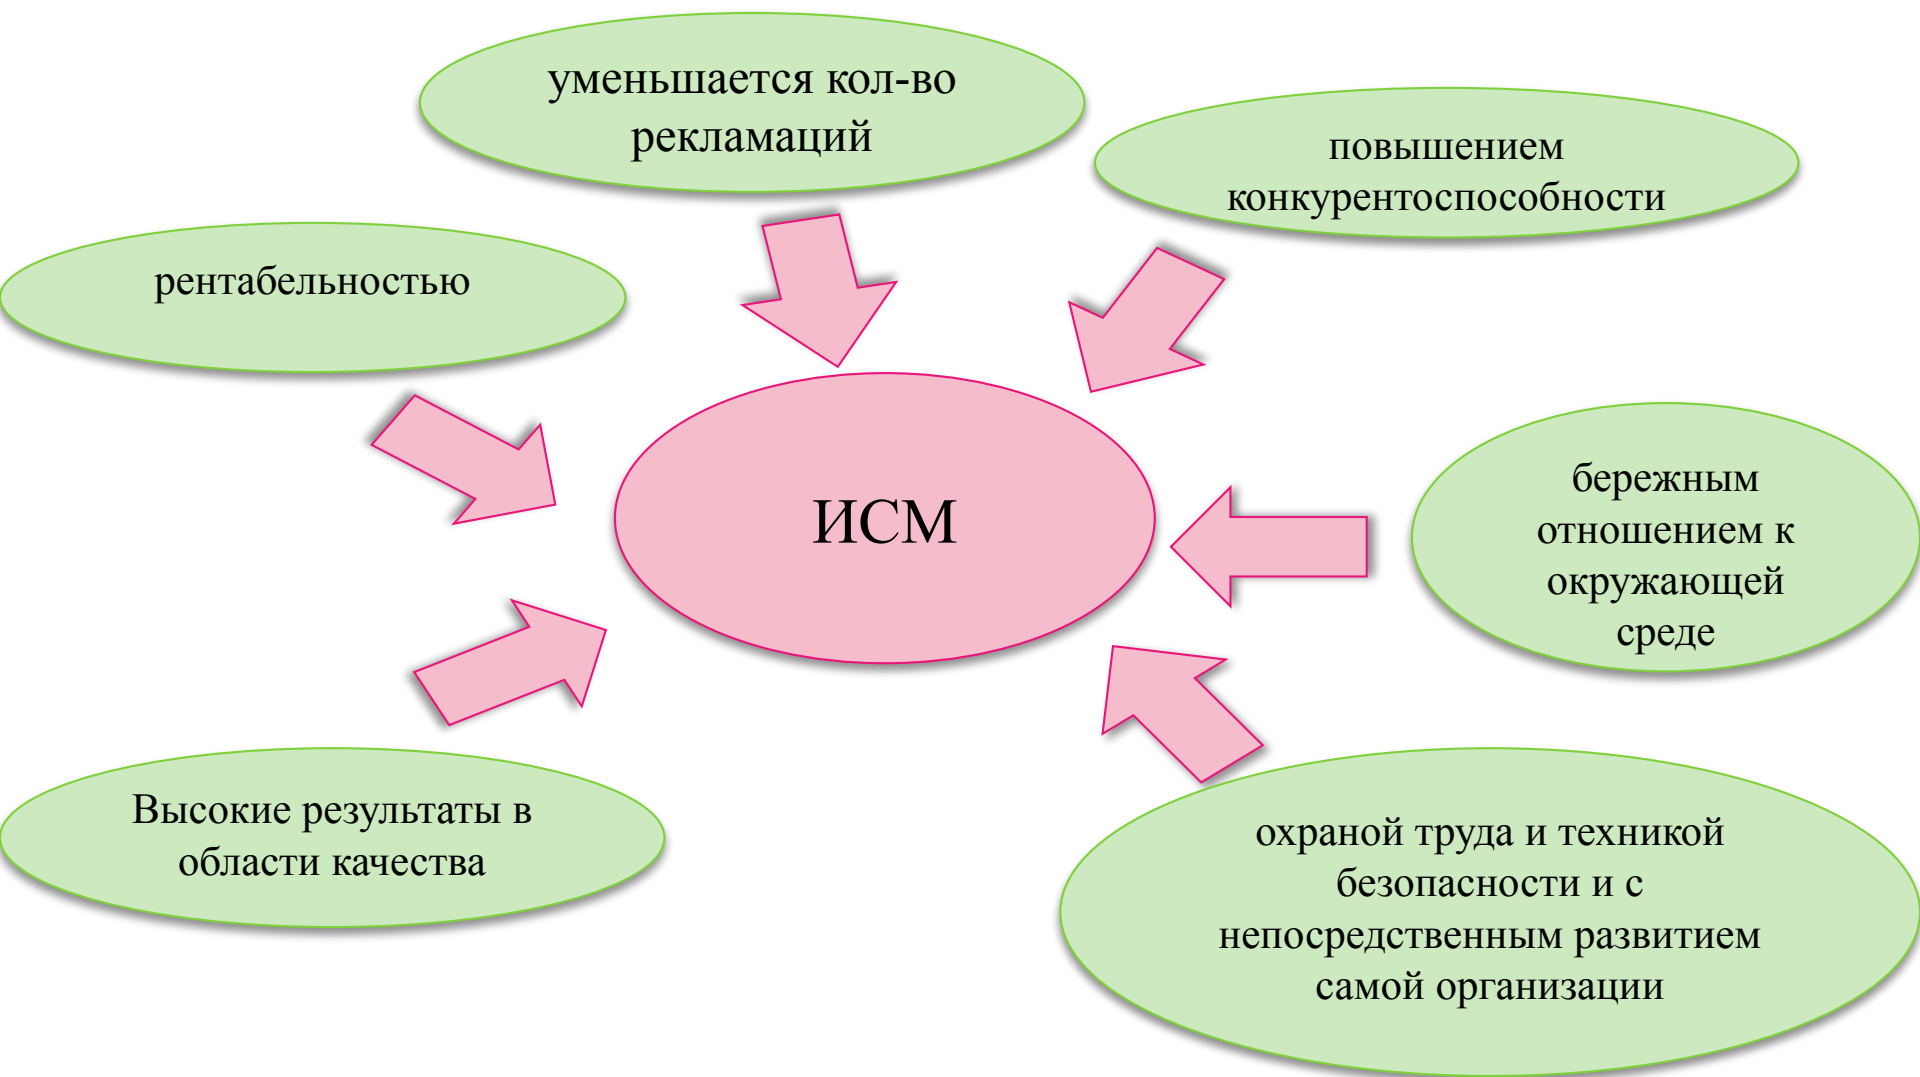 уменьшается кол-во
рекламаций
повышением
конкурентоспособности
рентабельностью
бережным
отношением к
окружающей
среде
ИСМ
Высокие результаты в
области качества
охраной труда и техникой
безопасности и с
непосредственным развитием
самой организации